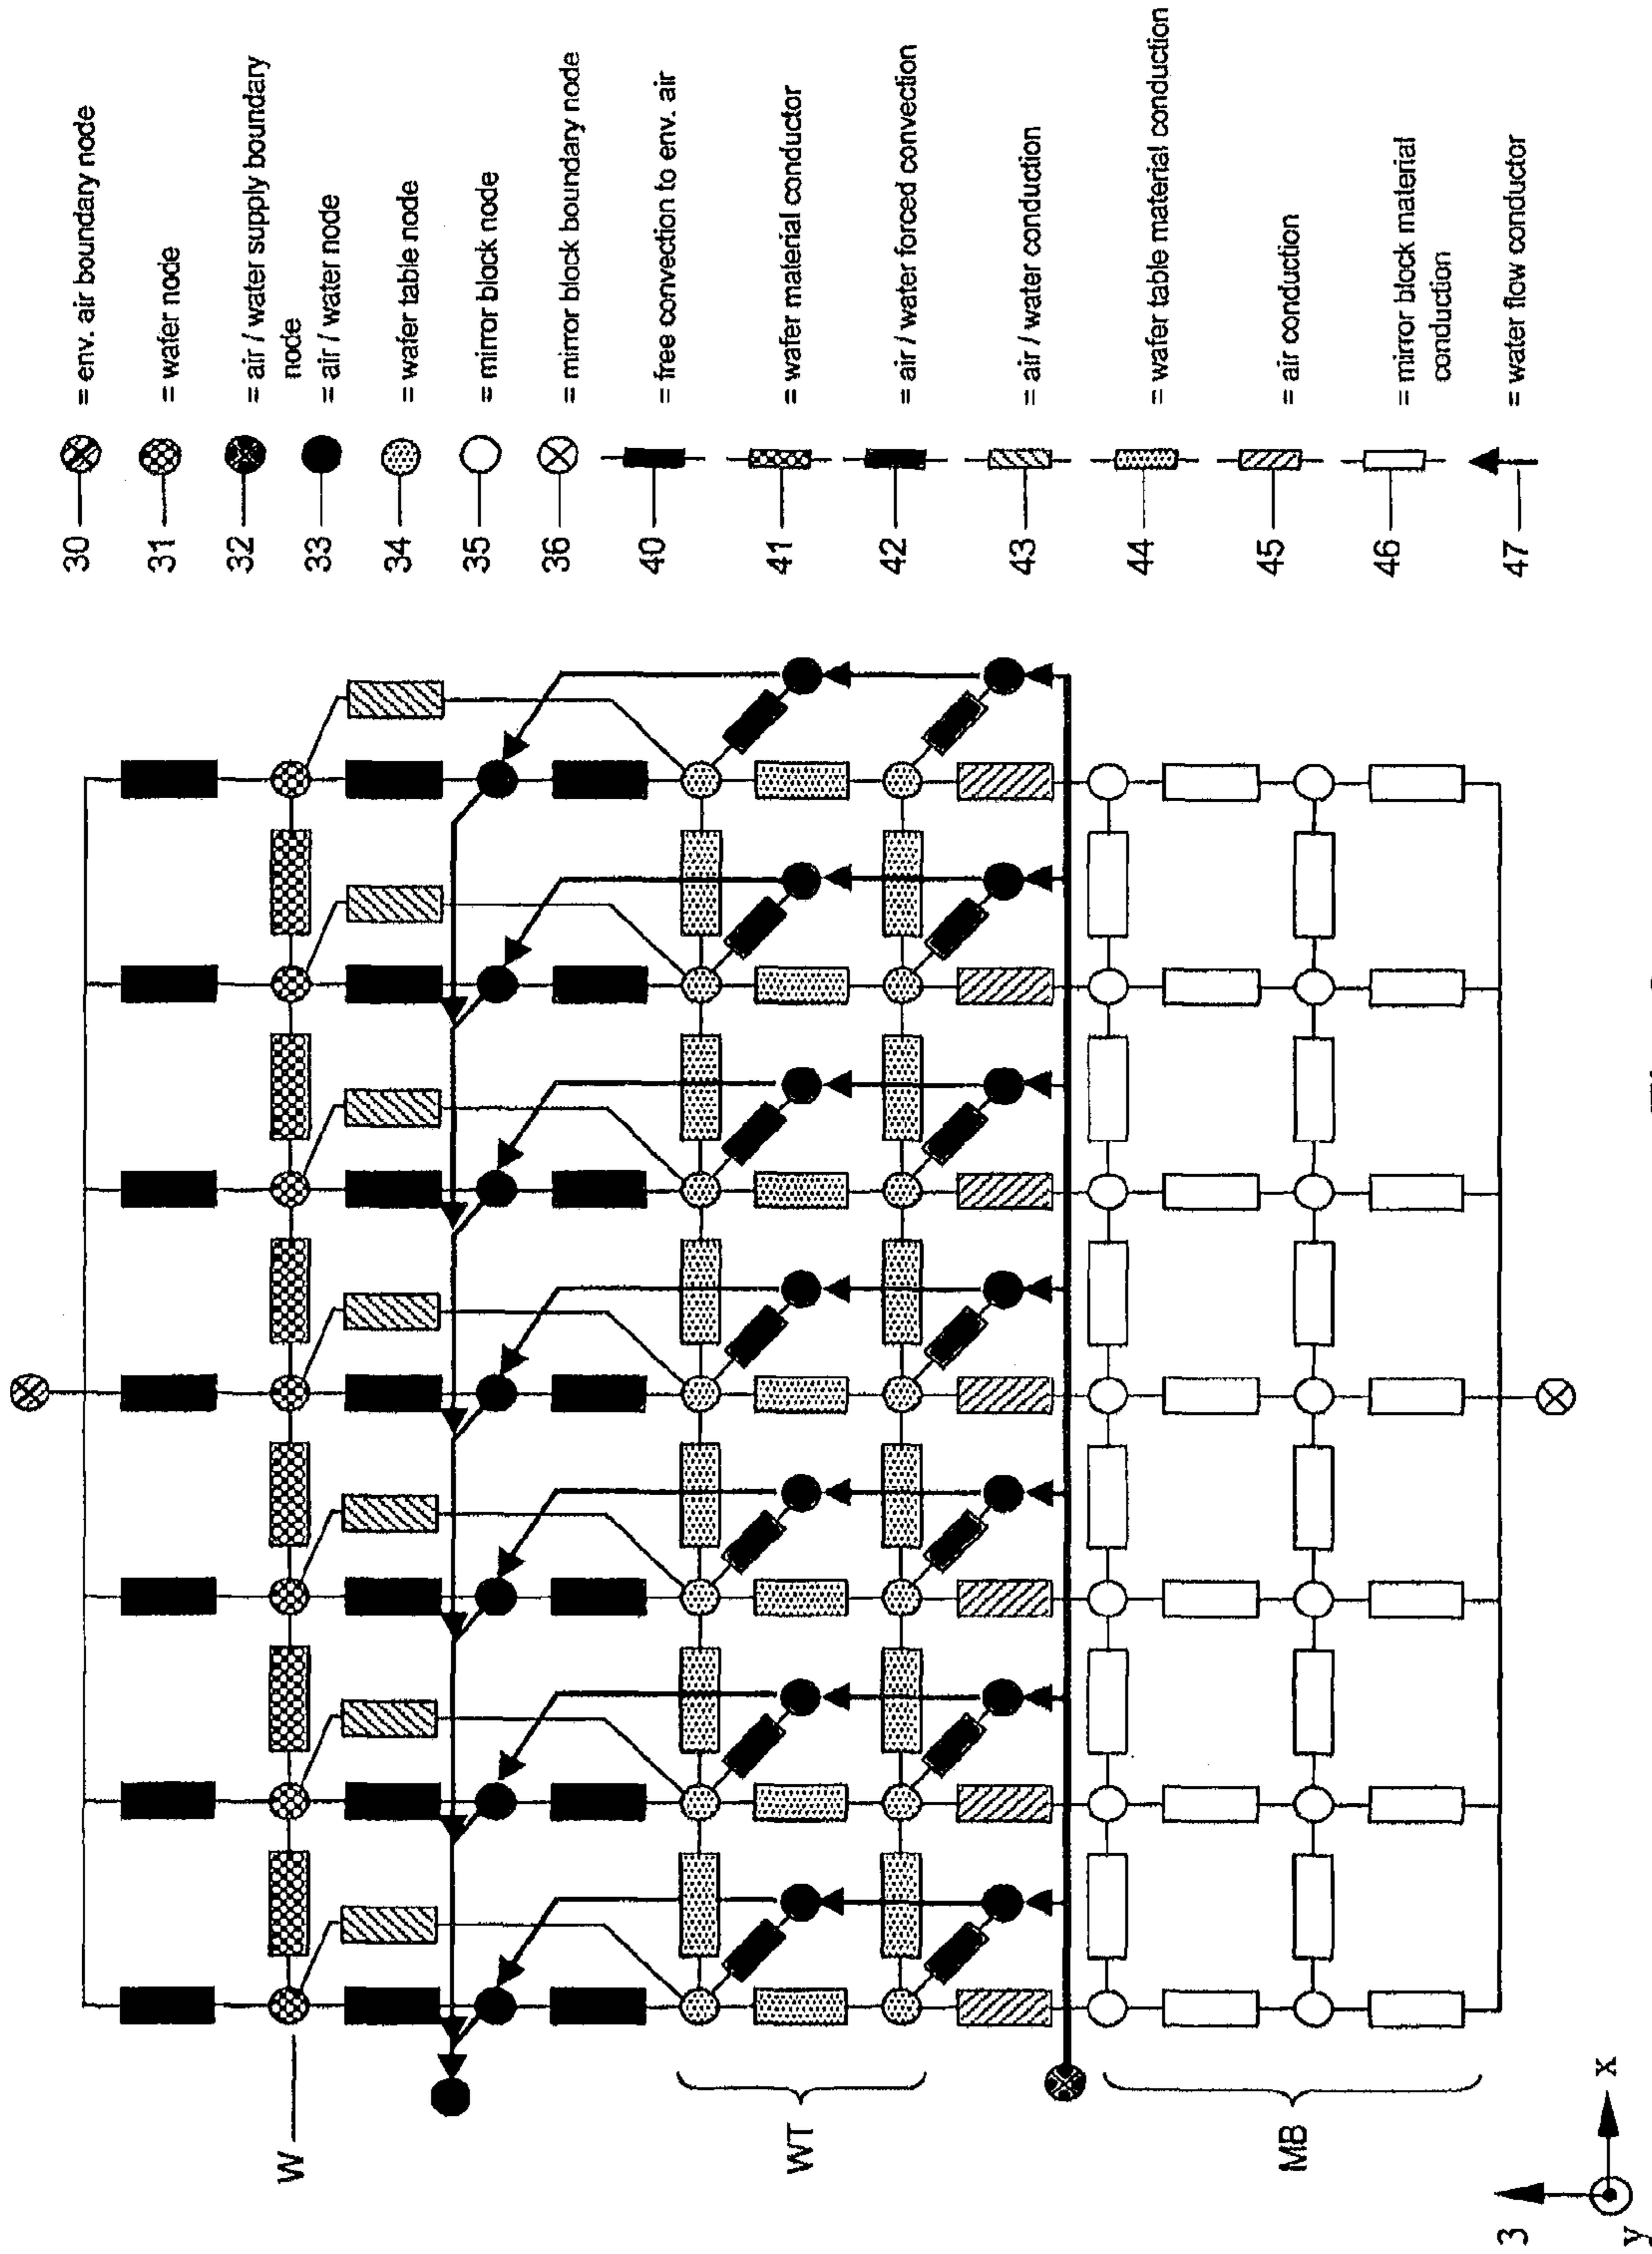 30 = env. air boundary node
31 = wafer node
32 = air / water supply boundary
node
33 = air / water node
34 = wafer table node
35 = mirror block node
36 = mirror block boundary node
40 = free convection to env. air
41 = wafer material conductor
42 = air / water forced convection
43 = air / water conduction
44 = wafer table material conduction
45 = air conduction
46 = mirror block material
conduction
47 = water flow conductor
W
WT
MB
3
x
y